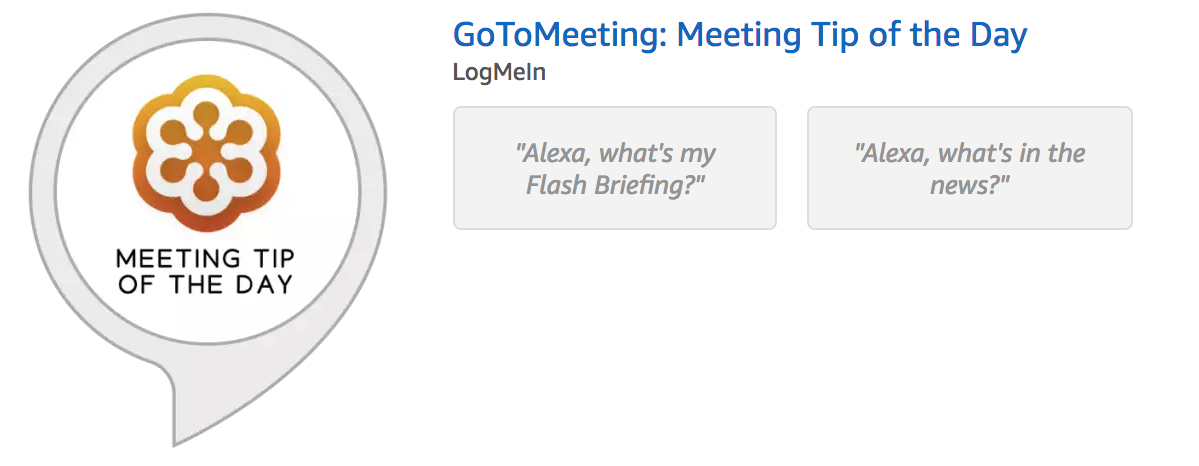 MEETING TIP
OF THE DAY
GoToMeeting: Meeting Tip of the Day
LogMeIn
"Alexa, what's my
Flash Briefing?"
"Alexa, what's in the
news?"